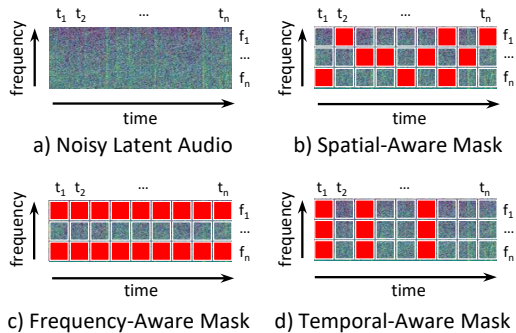 t1 t2 ... tn
frequency
time
a) Noisy Latent Audio
t1 t2 ... tn
frequency
f1
...
fn
time
b) Spatial-Aware Mask
t1 t2 ... tn
frequency
f1
...
fn
time
c) Frequency-Aware Mask
t1 t2 ... tn
frequency
f1
...
fn
time
d) Temporal-Aware Mask